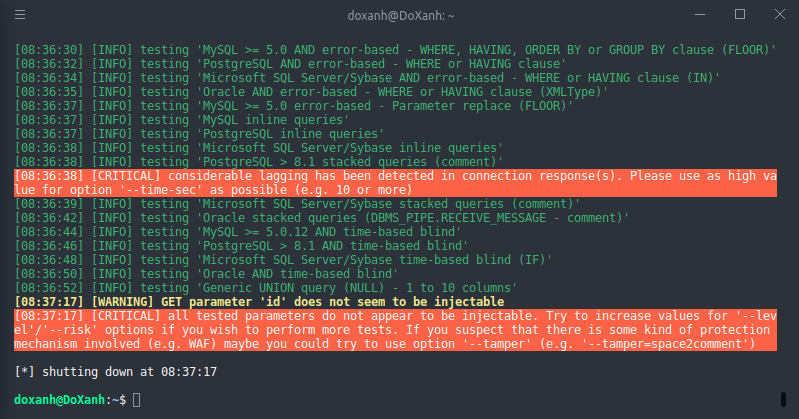 doxanh@DoXanh: ~
[08:36:30] [INFO] testing 'MySQL >= 5.0 AND error-based - WHERE, HAVING, ORDER BY or GROUP BY clause (FLOOR)'
[08:36:32] [INFO] testing 'PostgreSQL AND error-based - WHERE or HAVING clause'
[08:36:34] [INFO] testing 'Microsoft SQL Server/Sybase AND error-based - WHERE or HAVING clause (IN)'
[08:36:35] [INFO] testing 'Oracle AND error-based - WHERE or HAVING clause (XMLType)'
[08:36:37] [INFO] testing 'MySQL >= 5.0 error-based - Parameter replace (FLOOR)'
[08:36:37] [INFO] testing 'MySQL inline queries'
[08:36:37] [INFO] testing 'PostgreSQL inline queries'
[08:36:38] [INFO] testing 'Microsoft SQL Server/Sybase inline queries'
[08:36:38] [INFO] testing 'PostgreSQL > 8.1 stacked queries (comment)'
[08:36:38] [CRITICAL] considerable lagging has been detected in connection response(s). Please use as high va
lue for option '--time-sec' as possible (e.g. 10 or more)
[08:36:39] [INFO] testing 'Microsoft SQL Server/Sybase stacked queries (comment)'
[08:36:42] [INFO] testing 'Oracle stacked queries (DBMS_PIPE.RECEIVE_MESSAGE - comment)'
[08:36:44] [INFO] testing 'MySQL >= 5.0.12 AND time-based blind'
[08:36:46] [INFO] testing 'PostgreSQL > 8.1 AND time-based blind'
[08:36:48] [INFO] testing 'Microsoft SQL Server/Sybase time-based blind (IF)'
[08:36:50] [INFO] testing 'Oracle AND time-based blind'
[08:36:52] [INFO] testing 'Generic UNION query (NULL) - 1 to 10 columns'
[08:37:17] [WARNING] GET parameter 'id' does not seem to be injectable
[08:37:17] [CRITICAL] all tested parameters do not appear to be injectable. Try to increase values for '--lev
el'/'--risk' options if you wish to perform more tests. If you suspect that there is some kind of protection
mechanism involved (e.g. WAF) maybe you could try to use option '--tamper' (e.g. '--tamper=space2comment')
[*] shutting down at 08:37:17
doxanh@DoXanh:~$